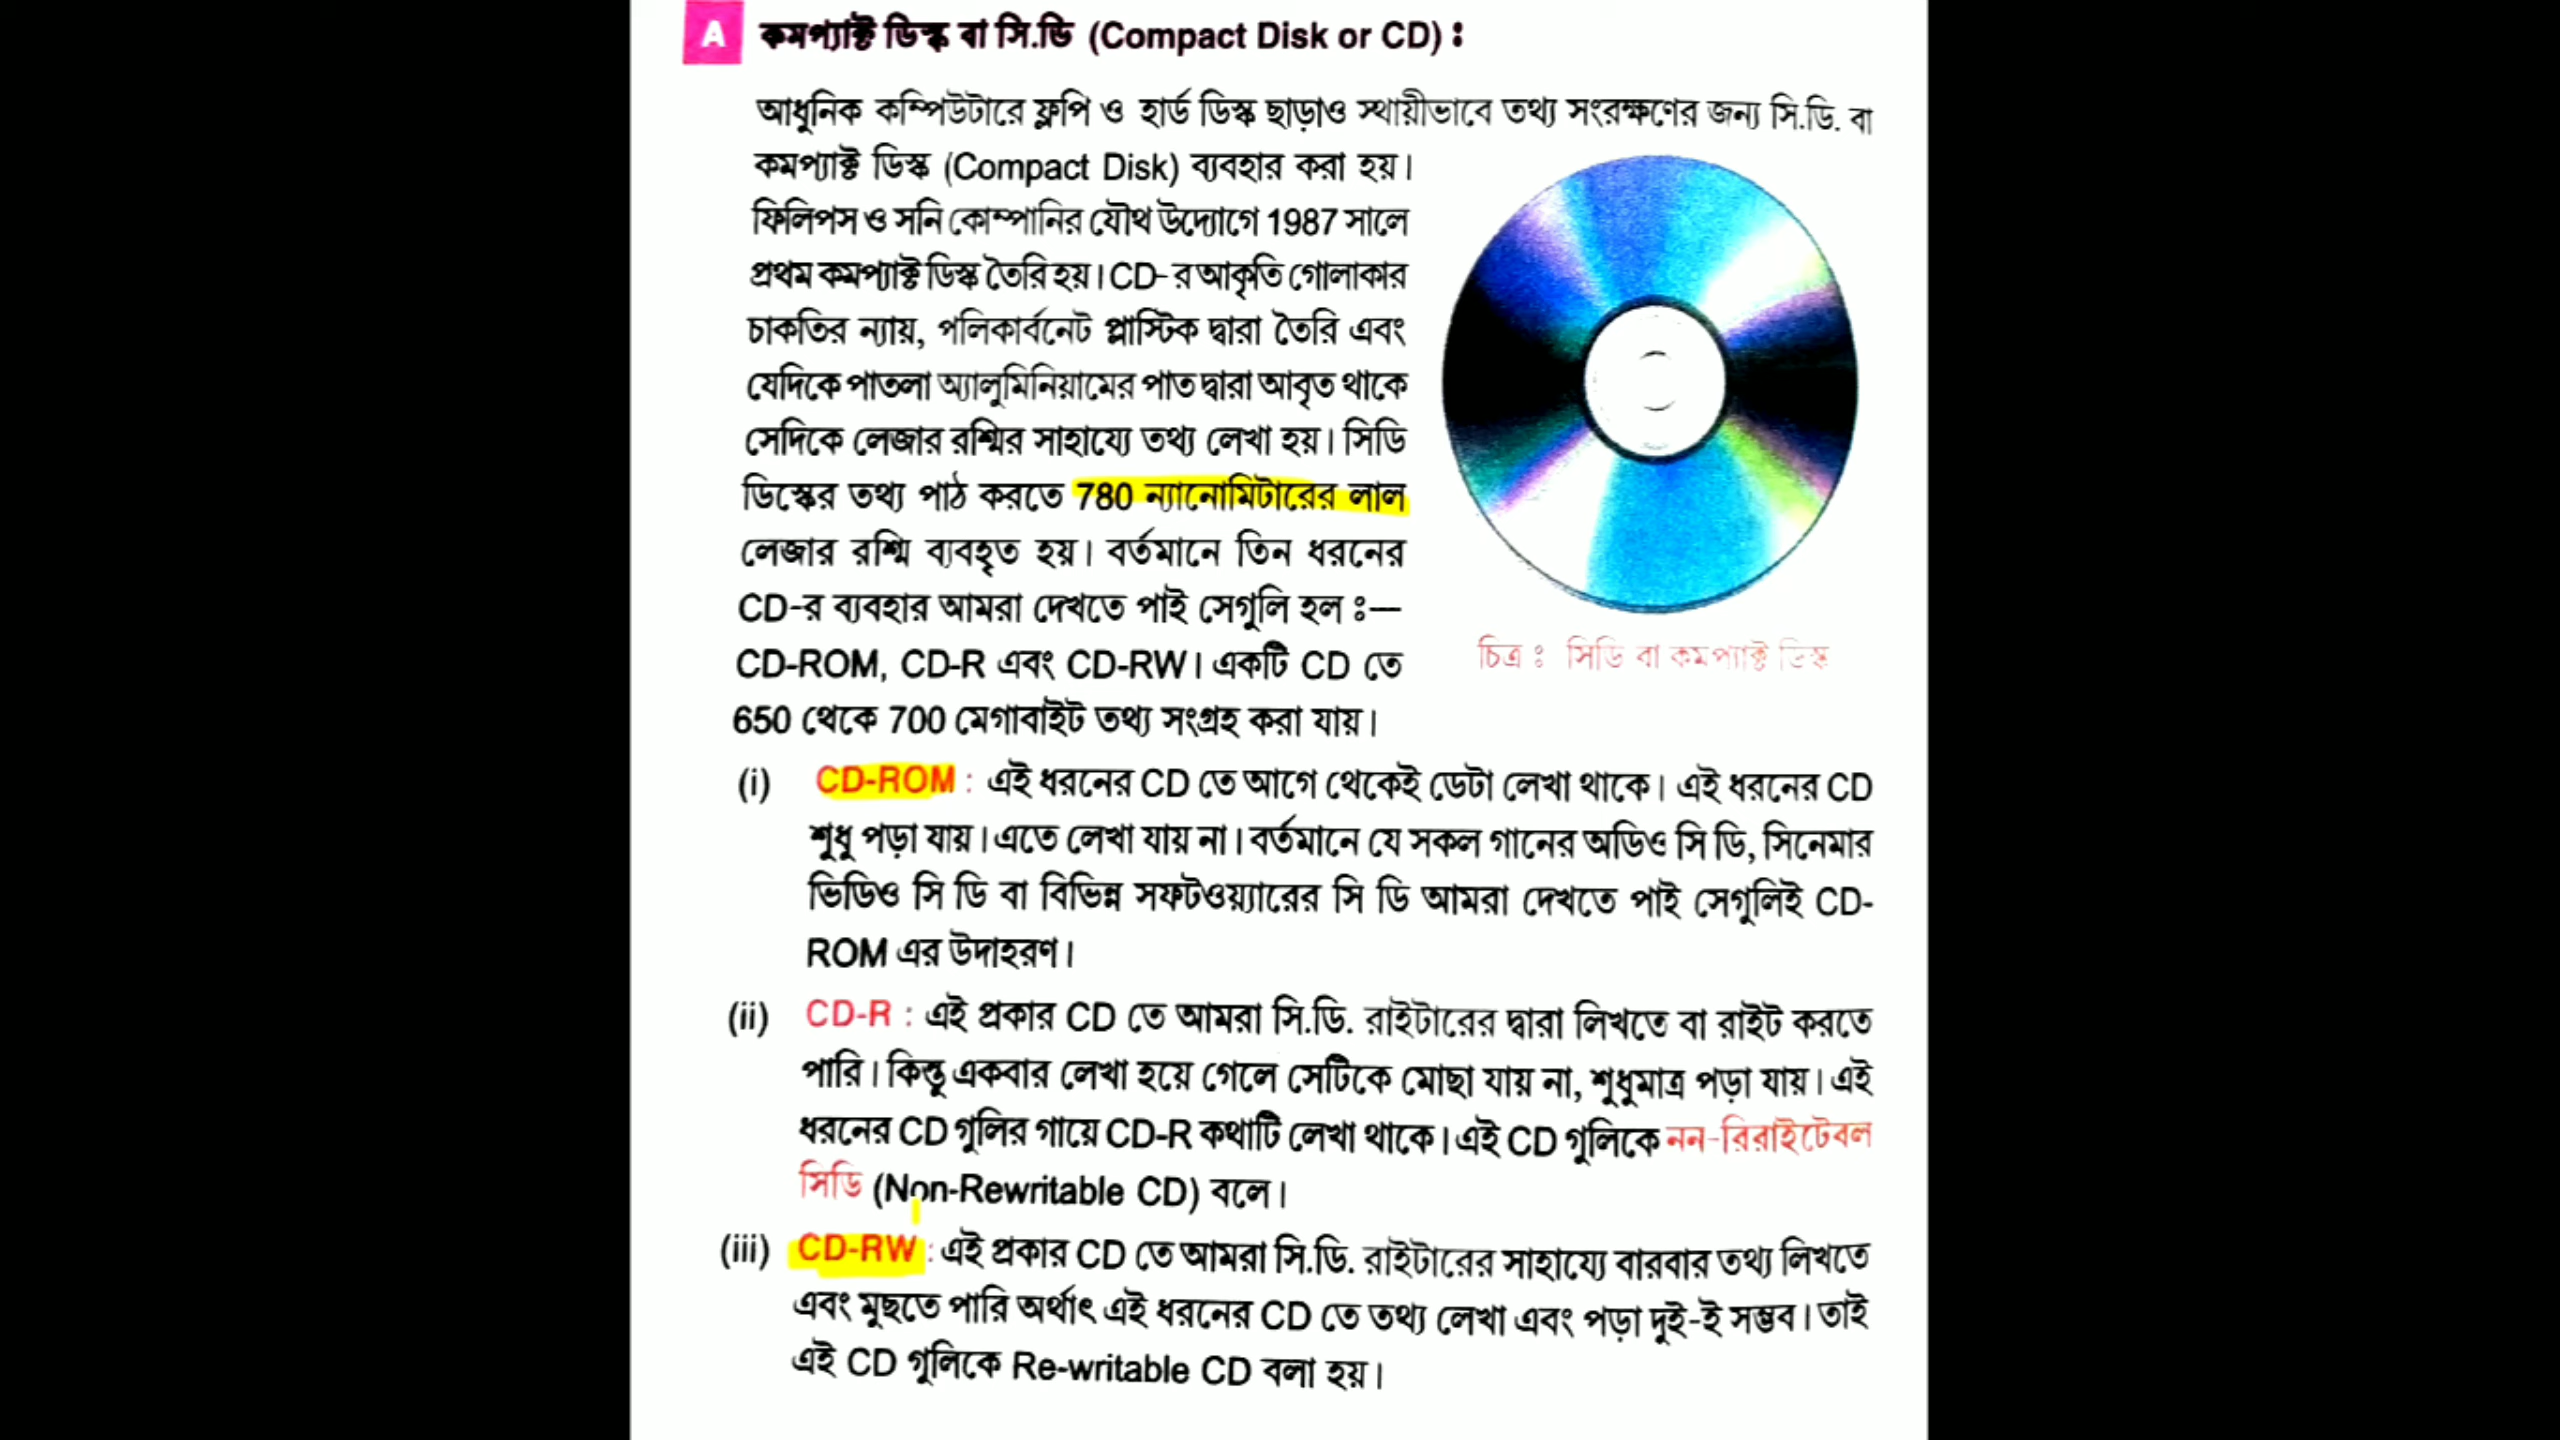 A কমপ্যাক্ট ডিস্ক বা সি.ডি (Compact Disk or CD) ঃ
আধুনিক কম্পিউটারে ফ্লপি ও হার্ড ডিস্ক ছাড়াও স্থায়ীভাবে তথ্য সংরক্ষণের জন্য সি.ডি. বা
কমপ্যাক্ট ডিস্ক (Compact Disk) ব্যবহার করা হয়।
ফিলিপস ও সনি কোম্পানির যৌথ উদ্যোগে 1987 সালে
প্রথম কমপ্যাক্ট ডিস্ক তৈরি হয়। CD- র আকৃতি গোলাকার
চাকতির ন্যায়, পলিকার্বনেট প্লাস্টিক দ্বারা তৈরি এবং
যেদিকে পাতলা অ্যালুমিনিয়ামের পাত দ্বারা আবৃত থাকে
সেদিকে লেজার রশ্মির সাহায্যে তথ্য লেখা হয়। সিডি
ডিস্কের তথ্য পাঠ করতে 780 ন্যানোমিটারের লাল
লেজার রশ্মি ব্যবহৃত হয়। বর্তমানে তিন ধরনের
CD-র ব্যবহার আমরা দেখতে পাই সেগুলি হল ঃ—
CD-ROM, CD-R এবং CD-RW। একটি CD তে
650 থেকে 700 মেগাবাইট তথ্য সংগ্রহ করা যায়।
চিত্র ঃ সিডি বা কমপ্যাক্ট ডিস্ক
(i) CD-ROM : এই ধরনের CD তে আগে থেকেই ডেটা লেখা থাকে। এই ধরনের CD
শুধু পড়া যায়। এতে লেখা যায় না। বর্তমানে যে সকল গানের অডিও সি ডি, সিনেমার
ভিডিও সি ডি বা বিভিন্ন সফটওয়্যারের সি ডি আমরা দেখতে পাই সেগুলিই CD-
ROM এর উদাহরণ।
(ii) CD-R : এই প্রকার CD তে আমরা সি.ডি. রাইটারের দ্বারা লিখতে বা রাইট করতে
পারি। কিন্তু একবার লেখা হয়ে গেলে সেটিকে মোছা যায় না, শুধুমাত্র পড়া যায়। এই
ধরনের CD গুলির গায়ে CD-R কথাটি লেখা থাকে। এই CD গুলিকে নন-রিরাইটেবল
সিডি (Non-Rewritable CD) বলে।
(iii) CD-RW : এই প্রকার CD তে আমরা সি.ডি. রাইটারের সাহায্যে বারবার তথ্য লিখতে
এবং মুছতে পারি অর্থাৎ এই ধরনের CD তে তথ্য লেখা এবং পড়া দুই-ই সম্ভব। তাই
এই CD গুলিকে Re-writable CD বলা হয়।